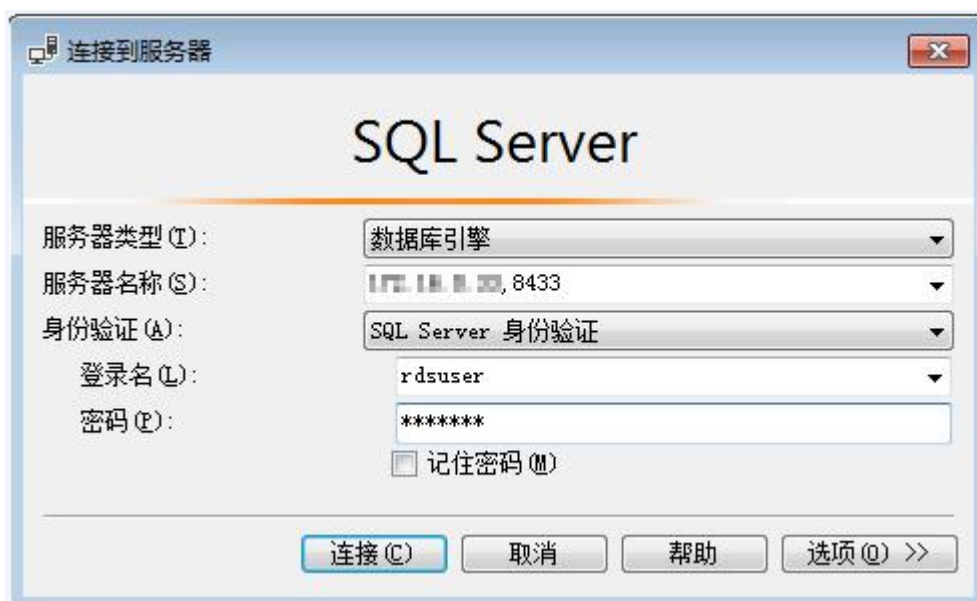 连接到服务器
SQL Server
服务器类型(T):
数据库引擎
服务器名称(S):
, 8433
身份验证(A):
SQL Server 身份验证
登录名(L):
rdsuser
密码(P):
*******
记住密码(M)
连接(C)
取消
帮助
选项(O) >>